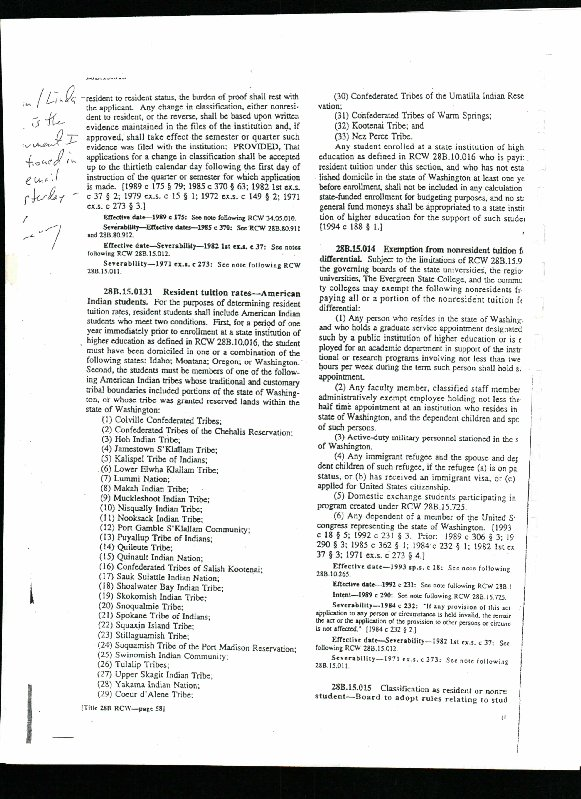 is the
email
resident to resident status, the burden of proof shall rest with
the applicant. Any change in classification, either nonresi-
dent to resident, or the reverse, shall be based upon written
evidence maintained in the files of the institution and, if
approved, shall take effect the semester or quarter such
evidence was filed with the institution: PROVIDED, That
applications for a change in classification shall be accepted
up to the thirtieth calendar day following the first day of
instruction of the quarter or semester for which application
is made. [1989 c 175 § 79; 1985 c 370 § 63; 1982 1st ex.s.
c 37 § 2; 1979 ex.s. c 15 § 1; 1972 ex.s. c 149 § 2; 1971
ex.s. c 273 § 3.]
Effective date—1989 c 175: See note following RCW 34.05.010.
Severability—Effective dates—1985 c 370: See RCW 28B.80.911
and 28B.80.912.
Effective date—Severability—1982 1st ex.s. c 37: See notes
following RCW 28B.15.012.
Severability—1971 ex.s. c 273: See note following RCW
28B.15.011.
28B.15.0131 Resident tuition rates—American
Indian students. For the purposes of determining resident
tuition rates, resident students shall include American Indian
students who meet two conditions. First, for a period of one
year immediately prior to enrollment at a state institution of
higher education as defined in RCW 28B.10.016, the student
must have been domiciled in one or a combination of the
following states: Idaho; Montana; Oregon; or Washington.
Second, the students must be members of one of the follow-
ing American Indian tribes whose traditional and customary
tribal boundaries included portions of the state of Washing-
ton, or whose tribe was granted reserved lands within the
state of Washington:
(1) Colville Confederated Tribes;
(2) Confederated Tribes of the Chehalis Reservation;
(3) Hoh Indian Tribe;
(4) Jamestown S'Klallam Tribe;
(5) Kalispel Tribe of Indians;
(6) Lower Elwha Klallam Tribe;
(7) Lummi Nation;
(8) Makah Indian Tribe;
(9) Muckleshoot Indian Tribe;
(10) Nisqually Indian Tribe;
(11) Nooksack Indian Tribe;
(12) Port Gamble S'Klallam Community;
(13) Puyallup Tribe of Indians;
(14) Quileute Tribe;
(15) Quinault Indian Nation;
(16) Confederated Tribes of Salish Kootenai;
(17) Sauk Suiattle Indian Nation;
(18) Shoalwater Bay Indian Tribe;
(19) Skokomish Indian Tribe;
(20) Snoqualmie Tribe;
(21) Spokane Tribe of Indians;
(22) Squaxin Island Tribe;
(23) Stillaguamish Tribe;
(24) Suquamish Tribe of the Port Madison Reservation;
(25) Swinomish Indian Community;
(26) Tulalip Tribes;
(27) Upper Skagit Indian Tribe;
(28) Yakama Indian Nation;
(29) Coeur d'Alene Tribe;
[Title 28B RCW—page 58]
(30) Confederated Tribes of the Umatilla Indian Rese
vation;
(31) Confederated Tribes of Warm Springs;
(32) Kootenai Tribe; and
(33) Nez Perce Tribe.
Any student enrolled at a state institution of high
education as defined in RCW 28B.10.016 who is payi
resident tuition under this section, and who has not esta
lished domicile in the state of Washington at least one ye
before enrollment, shall not be included in any calculation
state-funded enrollment for budgeting purposes, and no sta
general fund moneys shall be appropriated to a state instit
tion of higher education for the support of such studen
[1994 c 188 § 1.]
28B.15.014 Exemption from nonresident tuition f
differential. Subject to the limitations of RCW 28B.15.9
the governing boards of the state universities, the regio
universities, The Evergreen State College, and the commu
ty colleges may exempt the following nonresidents fr
paying all or a portion of the nonresident tuition fe
differential:
(1) Any person who resides in the state of Washing
and who holds a graduate service appointment designated
such by a public institution of higher education or is e
ployed for an academic department in support of the instr
tional or research programs involving not less than twe
hours per week during the term such person shall hold s
appointment.
(2) Any faculty member, classified staff member
administratively exempt employee holding not less tha
half time appointment at an institution who resides in
state of Washington, and the dependent children and spo
of such persons.
(3) Active-duty military personnel stationed in the s
of Washington.
(4) Any immigrant refugee and the spouse and dep
dent children of such refugee, if the refugee (a) is on pa
status, or (b) has received an immigrant visa, or (c)
applied for United States citizenship.
(5) Domestic exchange students participating in
program created under RCW 28B.15.725.
(6) Any dependent of a member of the United S
congress representing the state of Washington. [1993
c 18 § 5; 1992 c 231 § 3. Prior: 1989 c 306 § 3; 19
290 § 3; 1985 c 362 § 1; 1984 c 232 § 1; 1982 1st ex
37 § 3; 1971 ex.s. c 273 § 4.]
Effective date—1993 sp.s. c 18: See note following
28B.10.265.
Effective date—1992 c 231: See note following RCW 28B.1
Intent—1989 c 290: See note following RCW 28B.15.725.
Severability—1984 c 232: "If any provision of this act
application to any person or circumstance is held invalid, the remair
the act or the application of the provision to other persons or circums
is not affected." [1984 c 232 § 2.]
Effective date—Severability—1982 1st ex.s. c 37: See
following RCW 28B.15.012.
Severability—1971 ex.s. c 273: See note following
28B.15.011.
28B.15.015 Classification as resident or nonre
student—Board to adopt rules relating to stud